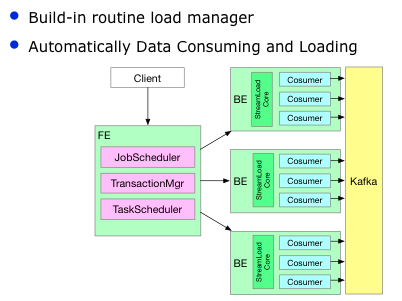 Build-in routine load manager
Automatically Data Consuming and Loading
Client
FE
JobScheduler
TransactionMgr
TaskScheduler
BE
StreamLoad
Core
Cosumer
Cosumer
Cosumer
BE
StreamLoad
Core
Cosumer
Cosumer
Cosumer
BE
StreamLoad
Core
Cosumer
Cosumer
Cosumer
Kafka